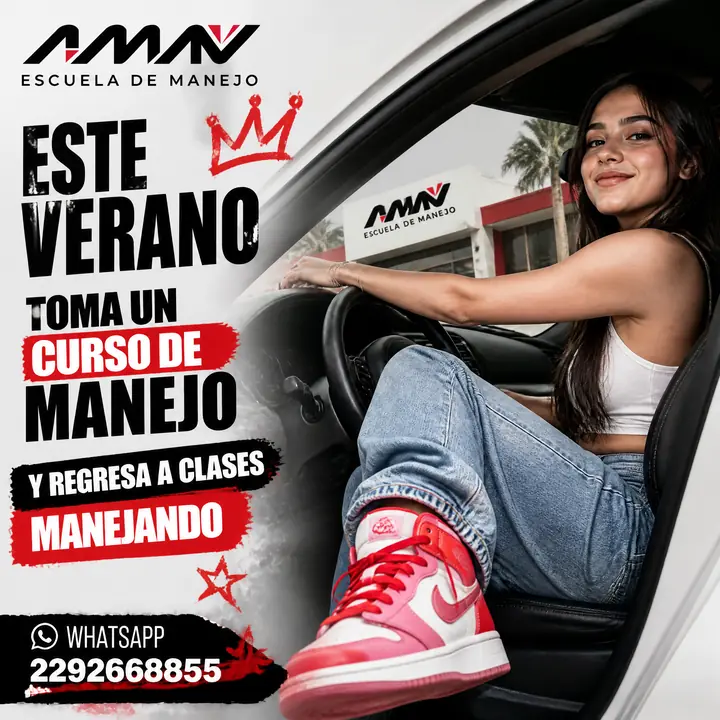 AMAV
ESCUELA DE MANEJO
ESTE
VERANO
TOMA UN
CURSO DE
MANEJO
Y REGRESA A CLASES
MANEJANDO
WHATSAPP
2292668855
AMAV
ESCUELA DE MANEJO